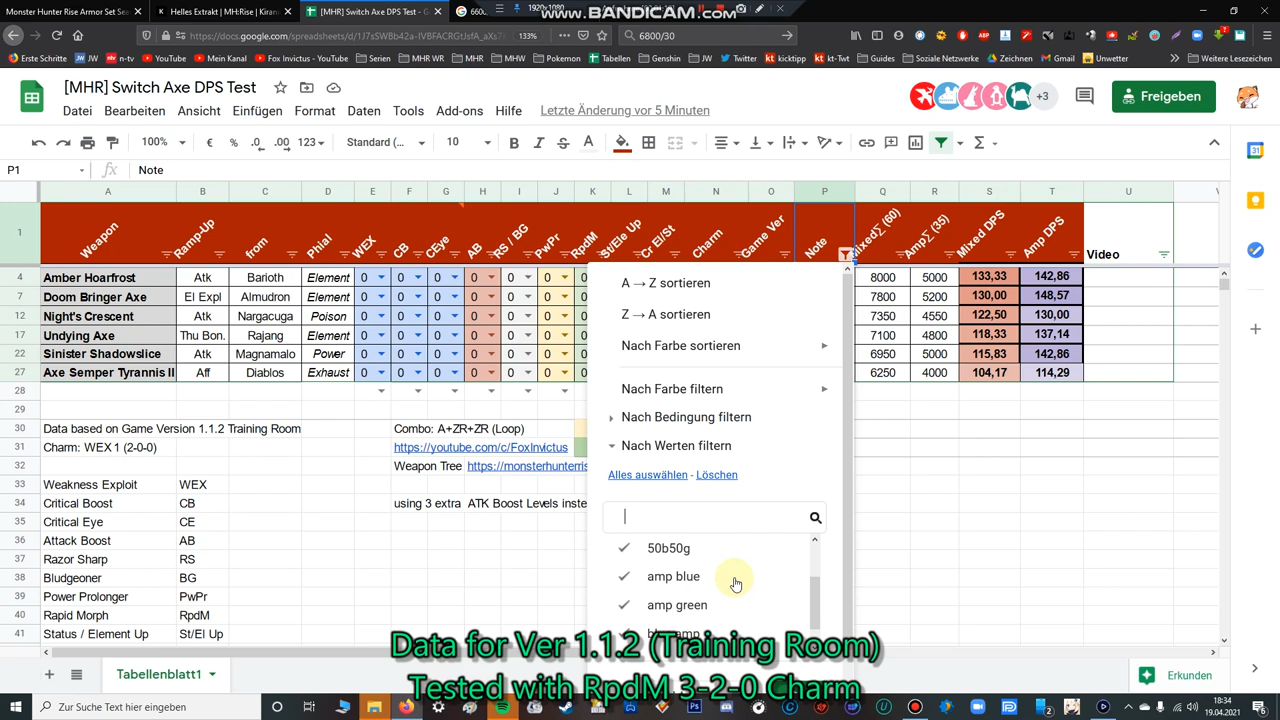 Monster Hunter Rise Armor Set Se
Helles Extrakt | MH:Rise | Kiran
[MHR] Switch Axe DPS Test - G
1920x1080
www.BANDICAM.com
https://docs.google.com/spreadsheets/d/1J7sSWBb42a-IVBFACRGtJsf_aXs7
133%
6800/30
Erste Schritte
JW
n-tv
YouTube
Mein Kanal
Fox Invictus - YouTube
Serien
MHR WR
MHR
Pokemon
Tabellen
Genshin
JW
Twitter
kicktipp
kt-Twt
Guides
Soziale Netzwerke
Zeichnen
Gmail
Unwetter
Weitere Lesezeichen
[MHR] Switch Axe DPS Test
Datei Bearbeiten Ansicht Einfügen Format Daten Tools Add-ons Hilfe Letzte Änderung vor 5 Minuten
+3
Freigeben
100% € % .0 .00 123 Standard (... 10 B I S A
P1 fx Note
A B C D E F G H I J K L M N O P Q R S T U
1 Weapon Ramp-Up from Phial WEX CB CEye AB RS / BG PwPr RpdM St/Ele Up Cr El/St Charm Game Ver Note Mixed∑ (60) Amp∑ (35) Mixed DPS Amp DPS Video
4 Amber Hoarfrost Atk Barioth Element 0 0 0 0 0 0 8000 5000 133,33 142,86
7 Doom Bringer Axe El Expl Almudron Element 0 0 0 0 0 0 7800 5200 130,00 148,57
12 Night's Crescent Atk Nargacuga Poison 0 0 0 0 0 0 7350 4550 122,50 130,00
17 Undying Axe Thu Bon. Rajang Element 0 0 0 0 0 0 7100 4800 118,33 137,14
22 Sinister Shadowslice Atk Magnamalo Power 0 0 0 0 0 0 6950 5000 115,83 142,86
27 Axe Semper Tyrannis II Aff Diablos Exhaust 0 0 0 0 0 0 6250 4000 104,17 114,29
28
29
30 Data based on Game Version 1.1.2 Training Room Combo: A+ZR+ZR (Loop)
31 Charm: WEX 1 (2-0-0) https://youtube.com/c/FoxInvictus
32 Weapon Tree https://monsterhunterris
33 Weakness Exploit WEX
34 Critical Boost CB using 3 extra ATK Boost Levels inste
35 Critical Eye CE
36 Attack Boost AB
37 Razor Sharp RS
38 Bludgeoner BG
39 Power Prolonger PwPr
40 Rapid Morph RpdM
41 Status / Element Up St/El Up
A → Z sortieren
Z → A sortieren
Nach Farbe sortieren
Nach Farbe filtern
Nach Bedingung filtern
Nach Werten filtern
Alles auswählen - Löschen
50b50g
amp blue
amp green
Data for Ver 1.1.2 (Training Room)
Tested with RpdM 3-2-0 Charm
Tabellenblatt1
Erkunden
Zur Suche Text hier eingeben
18:34
19.04.2021